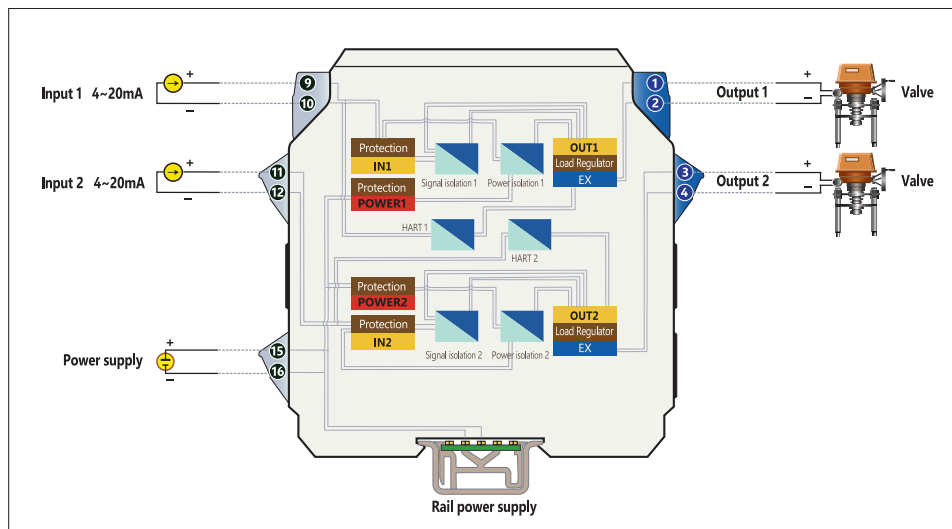 Input 1 4~20mA
+
−
9
10
1
2
Output 1
+
−
Valve
Protection
IN1
Signal isolation 1
Power isolation 1
OUT1
Load Regulator
EX
Input 2 4~20mA
+
−
11
12
Protection
POWER1
3
4
Output 2
+
−
Valve
HART 1
HART 2
Protection
POWER2
Protection
IN2
Signal isolation 2
Power isolation 2
OUT2
Load Regulator
EX
Power supply
+
−
15
16
Rail power supply